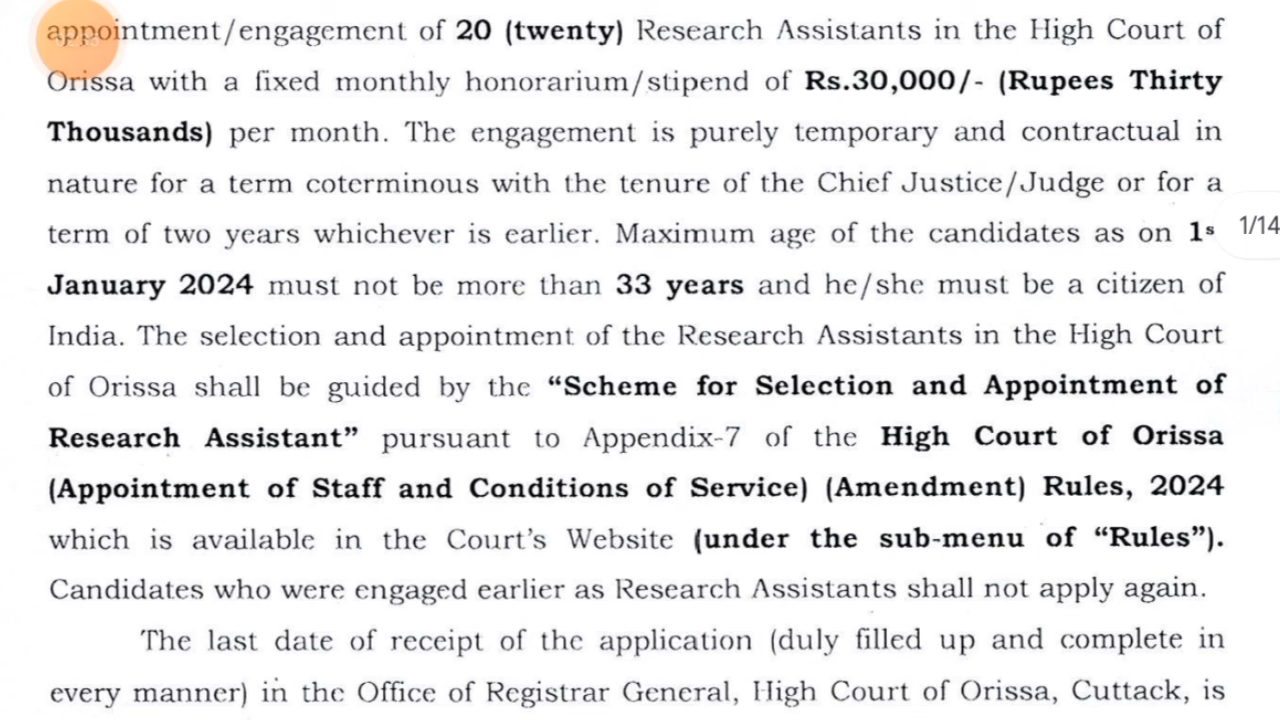 appointment/engagement of 20 (twenty) Research Assistants in the High Court of
Orissa with a fixed monthly honorarium/stipend of Rs.30,000/- (Rupees Thirty
Thousands) per month. The engagement is purely temporary and contractual in
nature for a term coterminous with the tenure of the Chief Justice/Judge or for a
term of two years whichever is earlier. Maximum age of the candidates as on 1s
1/14
January 2024 must not be more than 33 years and he/she must be a citizen of
India. The selection and appointment of the Research Assistants in the High Court
of Orissa shall be guided by the “Scheme for Selection and Appointment of
Research Assistant” pursuant to Appendix-7 of the High Court of Orissa
(Appointment of Staff and Conditions of Service) (Amendment) Rules, 2024
which is available in the Court’s Website (under the sub-menu of “Rules”).
Candidates who were engaged earlier as Research Assistants shall not apply again.
The last date of receipt of the application (duly filled up and complete in
every manner) in the Office of Registrar General, High Court of Orissa, Cuttack, is